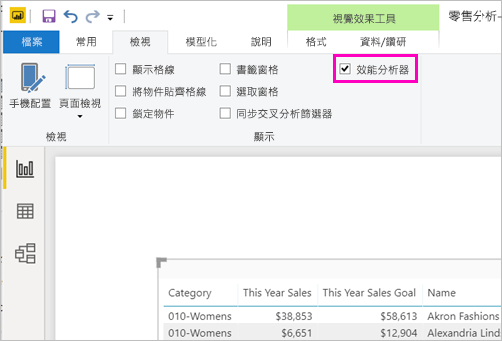 視覺效果工具
零售分析-
檔案 常用 檢視 模型化 說明 格式 資料/鑽研
顯示格線 書籤窗格 效能分析器
將物件貼齊格線 選取窗格
鎖定物件 同步交叉分析篩選器
手機配置 頁面檢視
檢視 顯示
Category This Year Sales This Year Sales Goal Name
010-Womens $38,853 $58,613 Akron Fashions
010-Womens $6,651 $12,904 Alexandria Lind